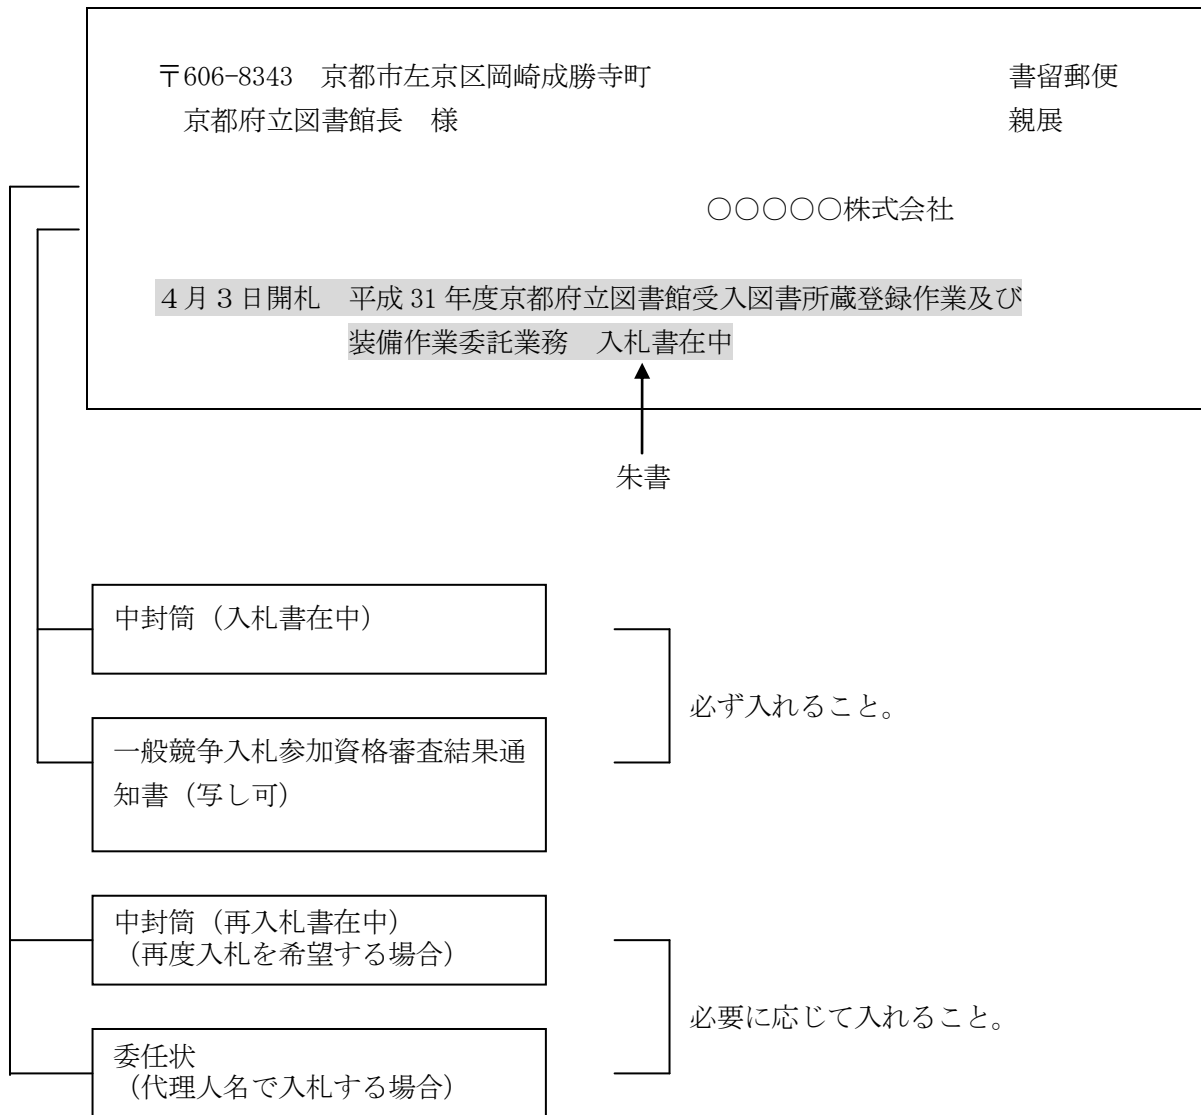 〒606-8343　京都市左京区岡崎成勝寺町　書留郵便
京都府立図書館長　様　親展
○○○○○株式会社
４月３日開札　平成 31 年度京都府立図書館受入図書所蔵登録作業及び
装備作業委託業務　入札書在中
朱書
中封筒（入札書在中）
必ず入れること。
一般競争入札参加資格審査結果通
知書（写し可）
中封筒（再入札書在中）
（再度入札を希望する場合）
必要に応じて入れること。
委任状
（代理人名で入札する場合）